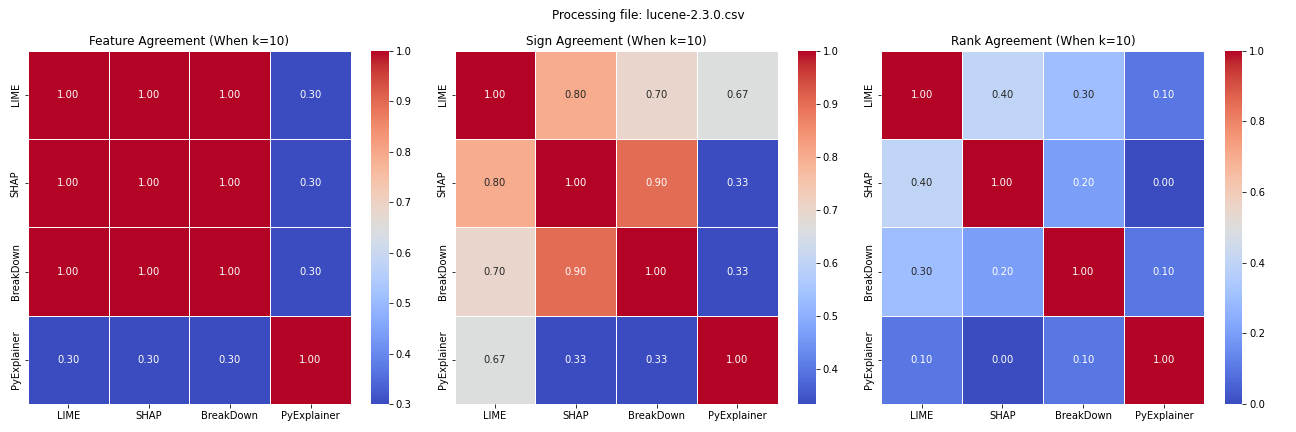 Processing file: lucene-2.3.0.csv
Feature Agreement (When k=10)
LIME
SHAP
BreakDown
PyExplainer
1.00 1.00 1.00 0.30
1.00 1.00 1.00 0.30
1.00 1.00 1.00 0.30
0.30 0.30 0.30 1.00
LIME SHAP BreakDown PyExplainer
1.0
0.9
0.8
0.7
0.6
0.5
0.4
0.3
Sign Agreement (When k=10)
LIME
SHAP
BreakDown
PyExplainer
1.00 0.80 0.70 0.67
0.80 1.00 0.90 0.33
0.70 0.90 1.00 0.33
0.67 0.33 0.33 1.00
LIME SHAP BreakDown PyExplainer
1.0
0.9
0.8
0.7
0.6
0.5
0.4
Rank Agreement (When k=10)
LIME
SHAP
BreakDown
PyExplainer
1.00 0.40 0.30 0.10
0.40 1.00 0.20 0.00
0.30 0.20 1.00 0.10
0.10 0.00 0.10 1.00
LIME SHAP BreakDown PyExplainer
1.0
0.8
0.6
0.4
0.2
0.0